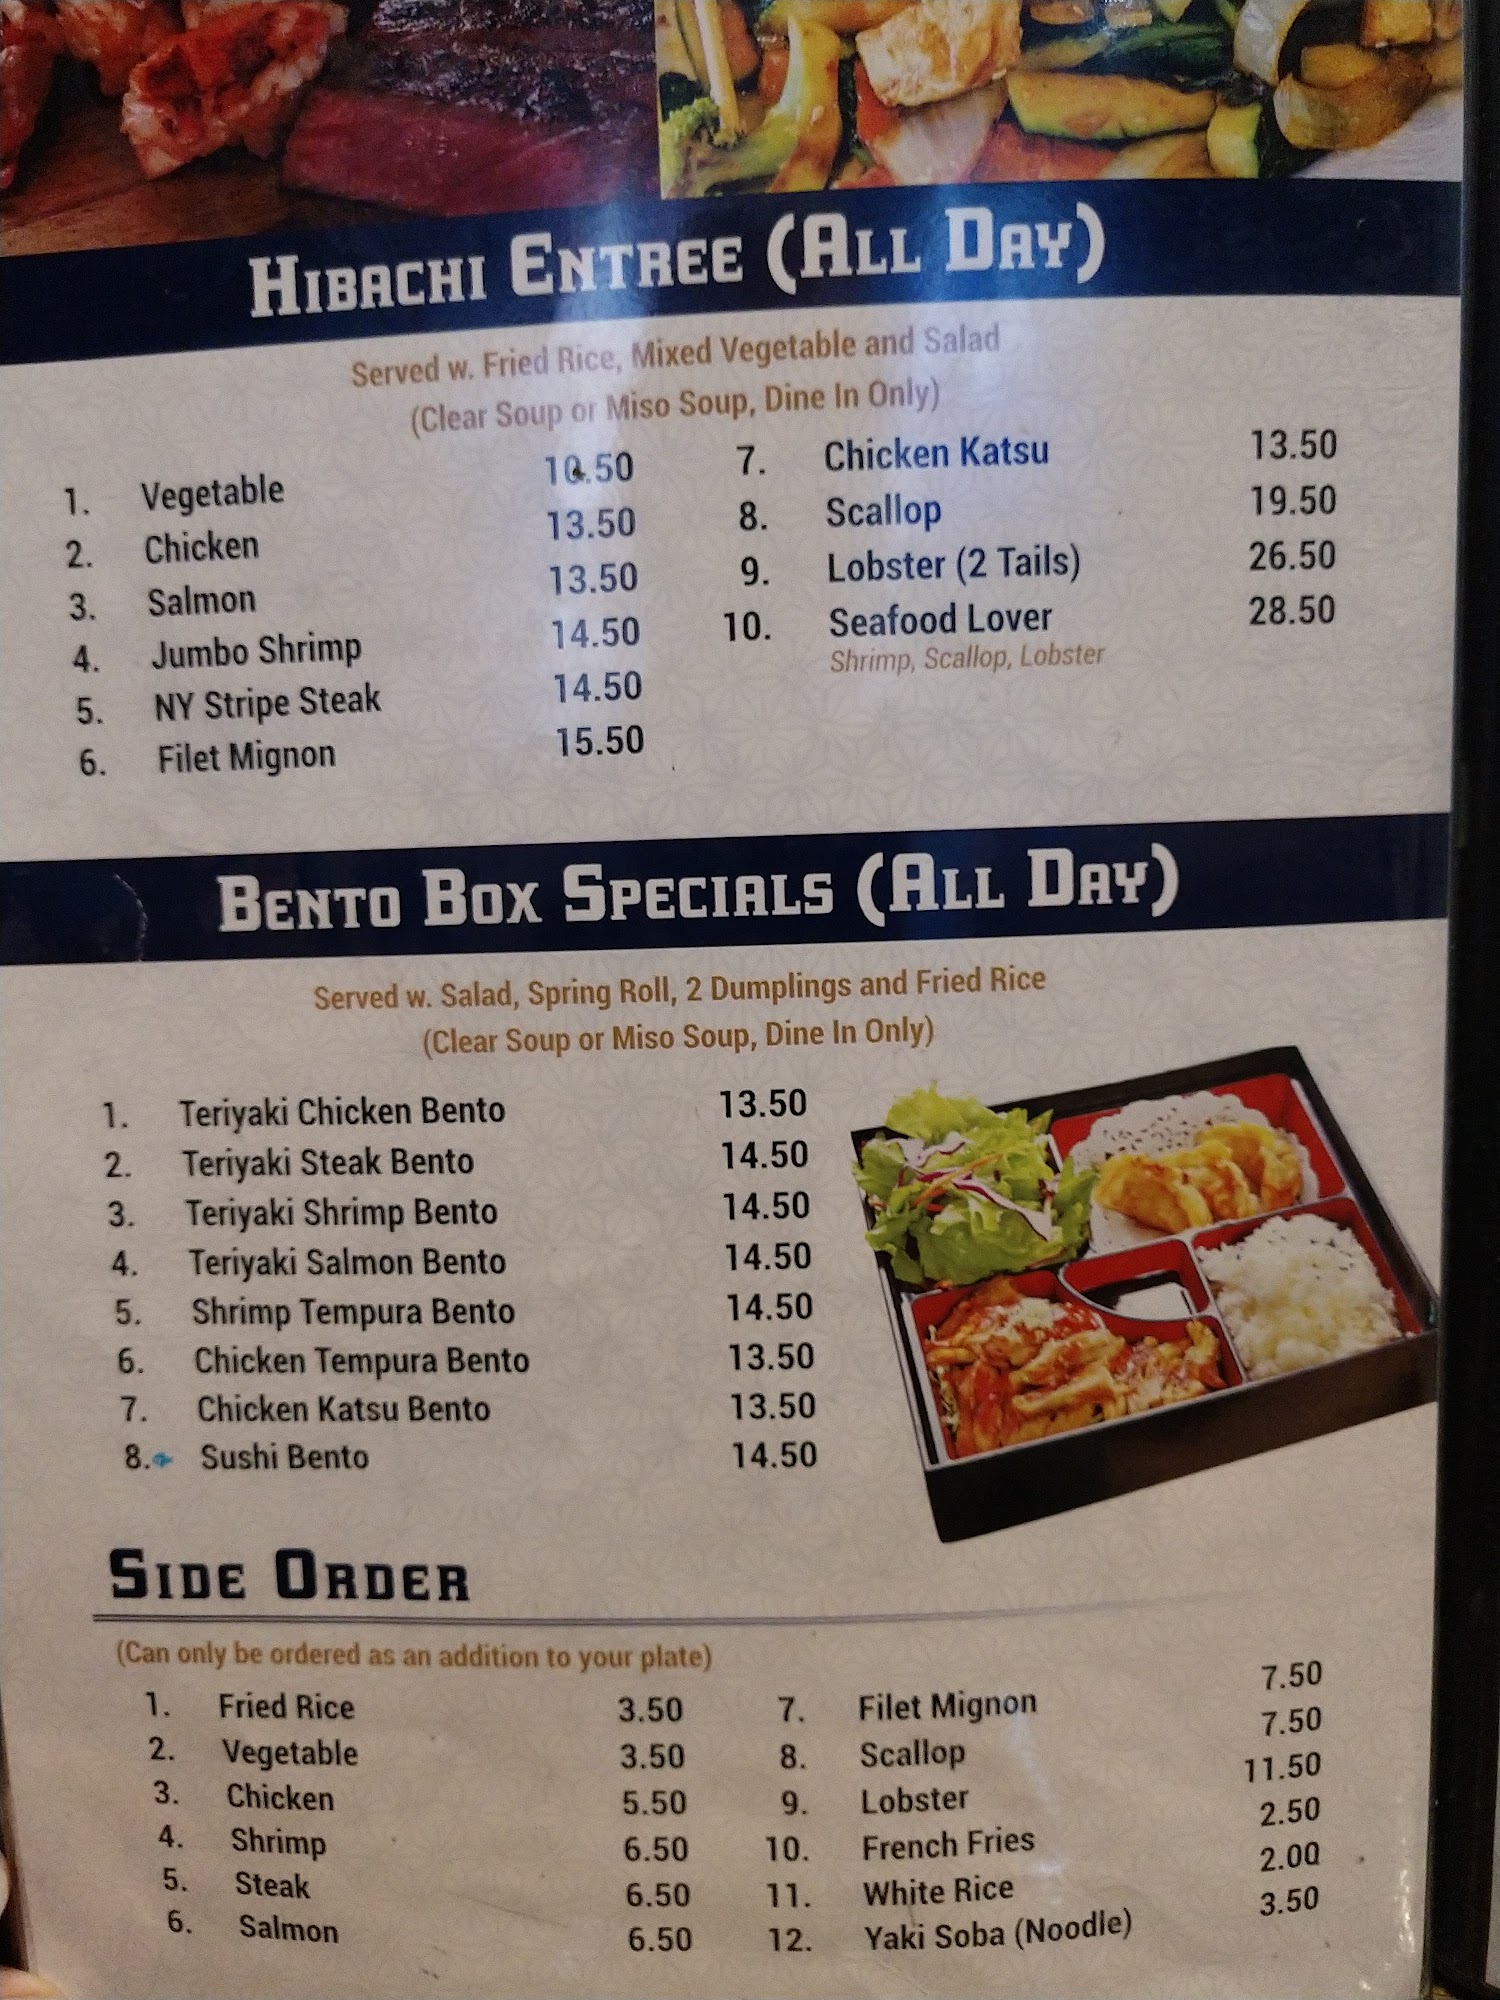 Hibachi Entree (All Day)
Served w. Fried Rice, Mixed Vegetable and Salad
(Clear Soup or Miso Soup, Dine In Only)
1. Vegetable 10.50
2. Chicken 13.50
3. Salmon 13.50
4. Jumbo Shrimp 14.50
5. NY Stripe Steak 14.50
6. Filet Mignon 15.50
7. Chicken Katsu 13.50
8. Scallop 19.50
9. Lobster (2 Tails) 26.50
10. Seafood Lover 28.50
Shrimp, Scallop, Lobster
Bento Box Specials (All Day)
Served w. Salad, Spring Roll, 2 Dumplings and Fried Rice
(Clear Soup or Miso Soup, Dine In Only)
1. Teriyaki Chicken Bento 13.50
2. Teriyaki Steak Bento 14.50
3. Teriyaki Shrimp Bento 14.50
4. Teriyaki Salmon Bento 14.50
5. Shrimp Tempura Bento 14.50
6. Chicken Tempura Bento 13.50
7. Chicken Katsu Bento 13.50
8. Sushi Bento 14.50
Side Order
(Can only be ordered as an addition to your plate)
1. Fried Rice 3.50
2. Vegetable 3.50
3. Chicken 5.50
4. Shrimp 6.50
5. Steak 6.50
6. Salmon 6.50
7. Filet Mignon 7.50
8. Scallop 7.50
9. Lobster 11.50
10. French Fries 2.50
11. White Rice 2.00
12. Yaki Soba (Noodle) 3.50